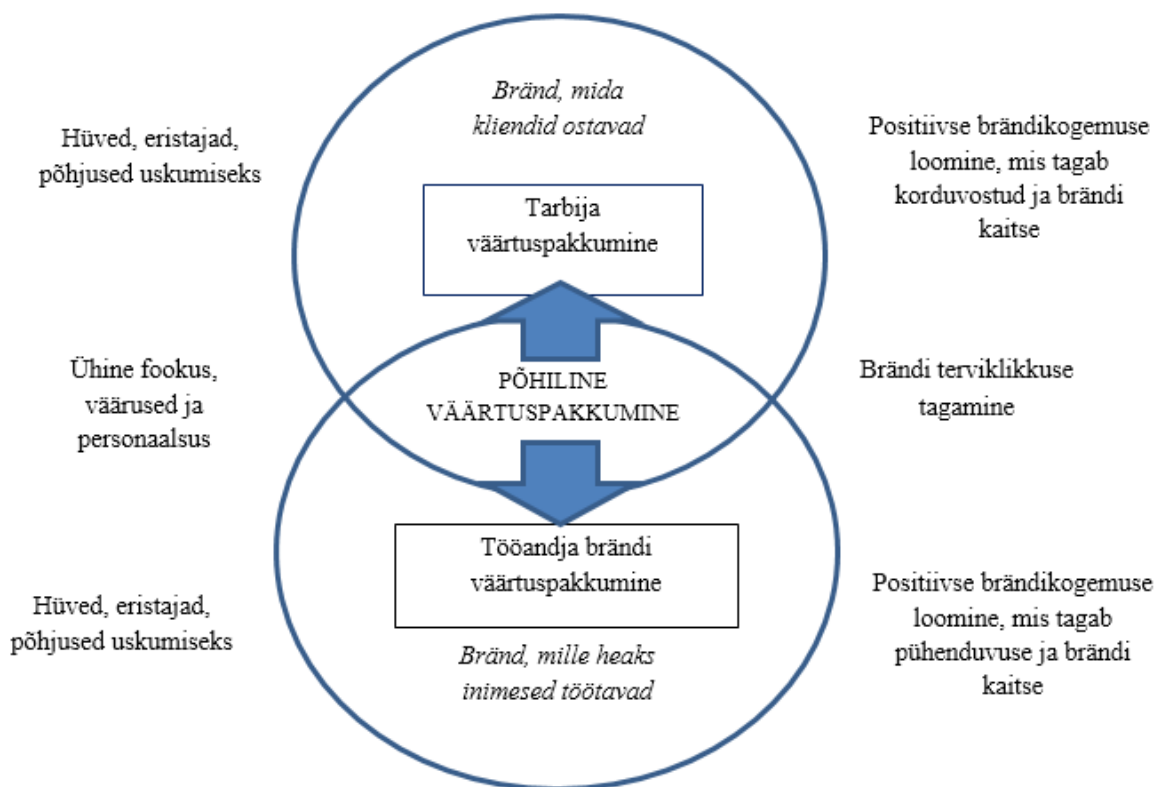 Bränd, mida
kliendid ostavad
Hüved, eristajad,
põhjused uskumiseks
Positiivse brändikogemuse
loomine, mis tagab
korduvostud ja brändi
kaitse
Tarbija
väärtuspakkumine
Ühine fookus,
väärused ja
personaalsus
PÕHILINE
VÄÄRTUSPAKKUMINE
Brändi terviklikkuse
tagamine
Tööandja brändi
väärtuspakkumine
Hüved, eristajad,
põhjused uskumiseks
Bränd, mille heaks
inimesed töötavad
Positiivse brändikogemuse
loomine, mis tagab
pühenduvuse ja brändi
kaitse